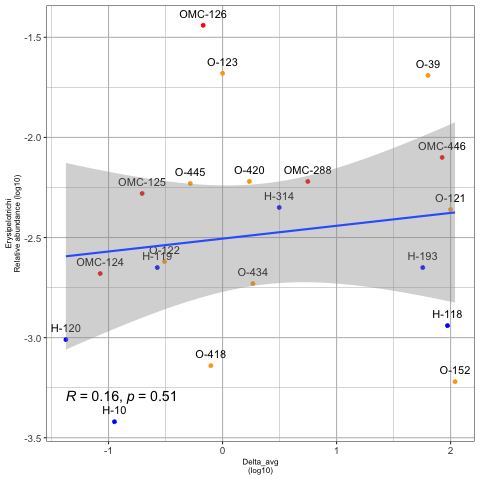 OMC-126
-1.5
O-123
O-39
-2.0
OMC-446
O-445
O-420
OMC-288
OMC-125
H-314
O-121
Erysipelotrichi
Relative abundance (log10)
-2.5
O-122
H-119
OMC-124
H-193
O-434
H-118
H-120
-3.0
O-418
O-152
R = 0.16, p = 0.51
H-10
-3.5
-1
0
1
2
Delta_avg
(log10)